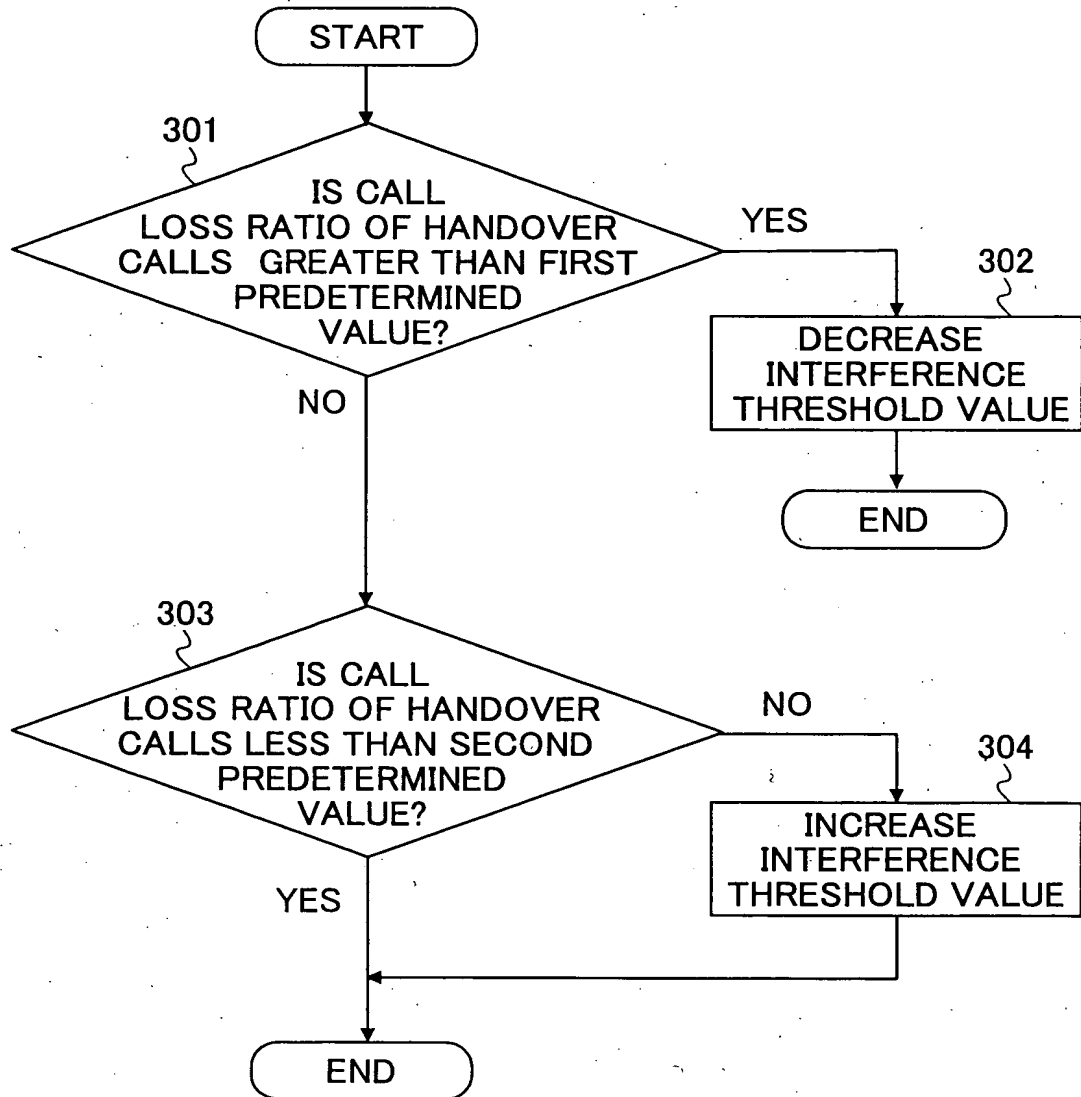 START
301
IS CALL
LOSS RATIO OF HANDOVER
CALLS GREATER THAN FIRST
PREDETERMINED
VALUE?
YES
302
DECREASE
INTERFERENCE
THRESHOLD VALUE
NO
END
303
IS CALL
LOSS RATIO OF HANDOVER
CALLS LESS THAN SECOND
PREDETERMINED
VALUE?
NO
304
INCREASE
INTERFERENCE
THRESHOLD VALUE
YES
END